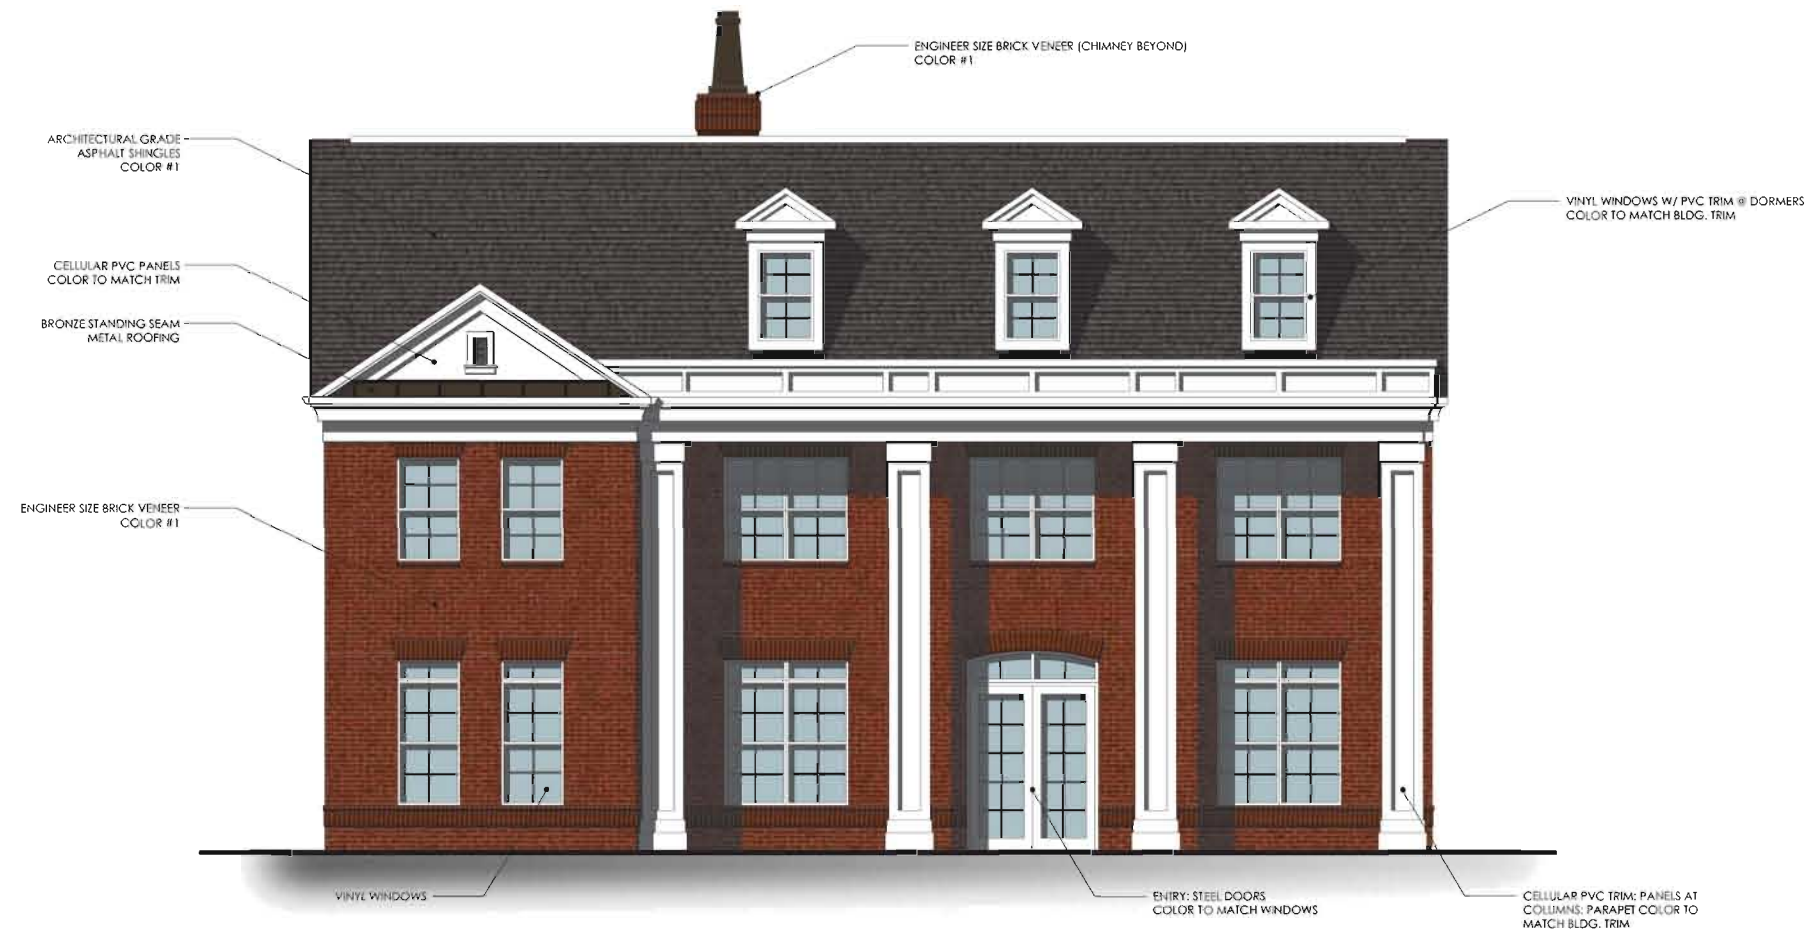 ENGINEER SIZE BRICK VENEER (CHIMNEY BEYOND)
COLOR #1
ARCHITECTURAL GRADE
ASPHALT SHINGLES
COLOR #1
VINYL WINDOWS W/ PVC TRIM @ DORMERS
COLOR TO MATCH BLDG. TRIM
CELLULAR PVC PANELS
COLOR TO MATCH TRIM
BRONZE STANDING SEAM
METAL ROOFING
ENGINEER SIZE BRICK VENEER
COLOR #1
VINYL WINDOWS
ENTRY: STEEL DOORS
COLOR TO MATCH WINDOWS
CELLULAR PVC TRIM: PANELS AT
COLUMNS; PARAPET COLOR TO
MATCH BLDG. TRIM